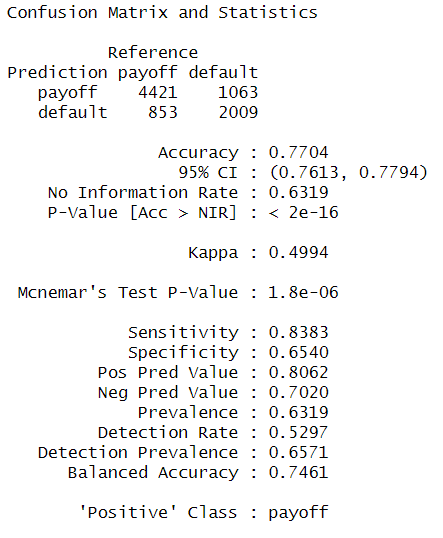 Confusion Matrix and Statistics
Reference
Prediction payoff default
payoff 4421 1063
default 853 2009
Accuracy : 0.7704
95% CI : (0.7613, 0.7794)
No Information Rate : 0.6319
P-Value [Acc > NIR] : < 2e-16
Kappa : 0.4994
Mcnemar's Test P-Value : 1.8e-06
Sensitivity : 0.8383
Specificity : 0.6540
Pos Pred Value : 0.8062
Neg Pred Value : 0.7020
Prevalence : 0.6319
Detection Rate : 0.5297
Detection Prevalence : 0.6571
Balanced Accuracy : 0.7461
'Positive' Class : payoff